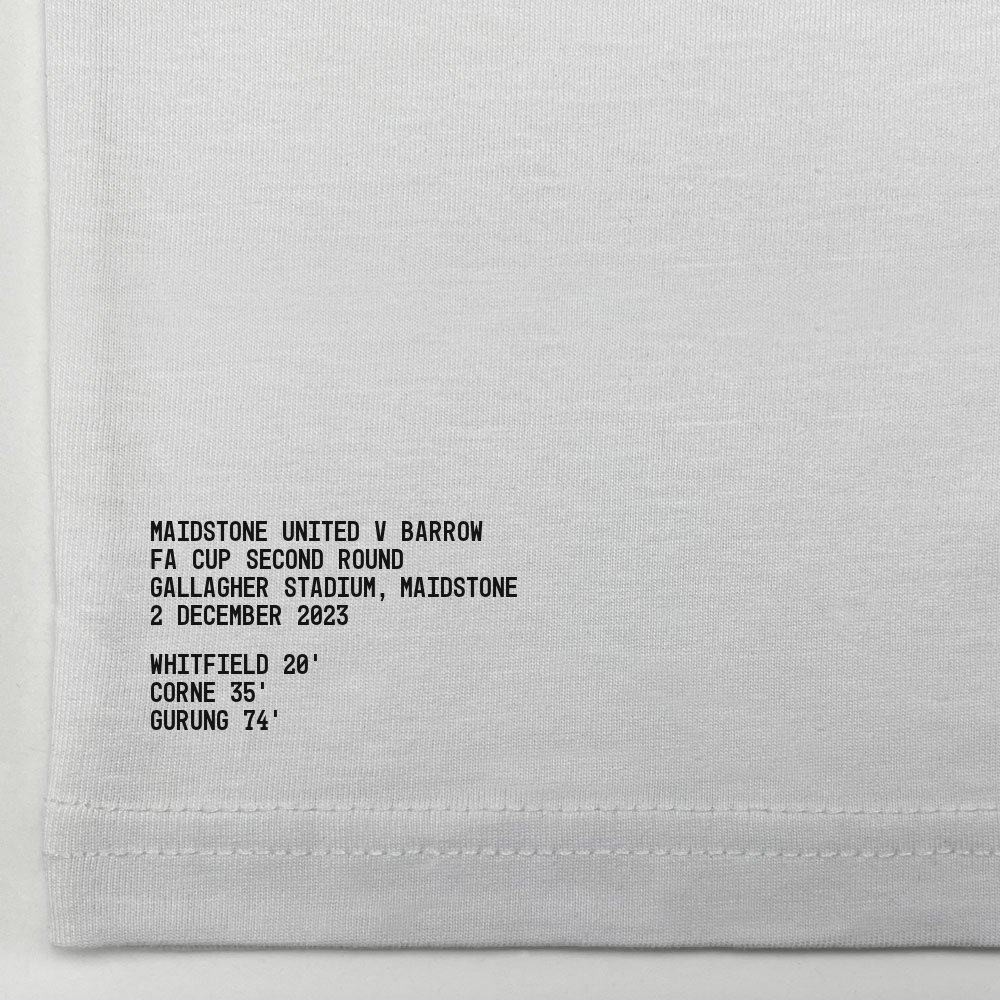 MAIDSTONE UNITED V BARROW
FA CUP SECOND ROUND
GALLAGHER STADIUM, MAIDSTONE
2 DECEMBER 2023
WHITFIELD 20'
CORNE 35'
GURUNG 74'